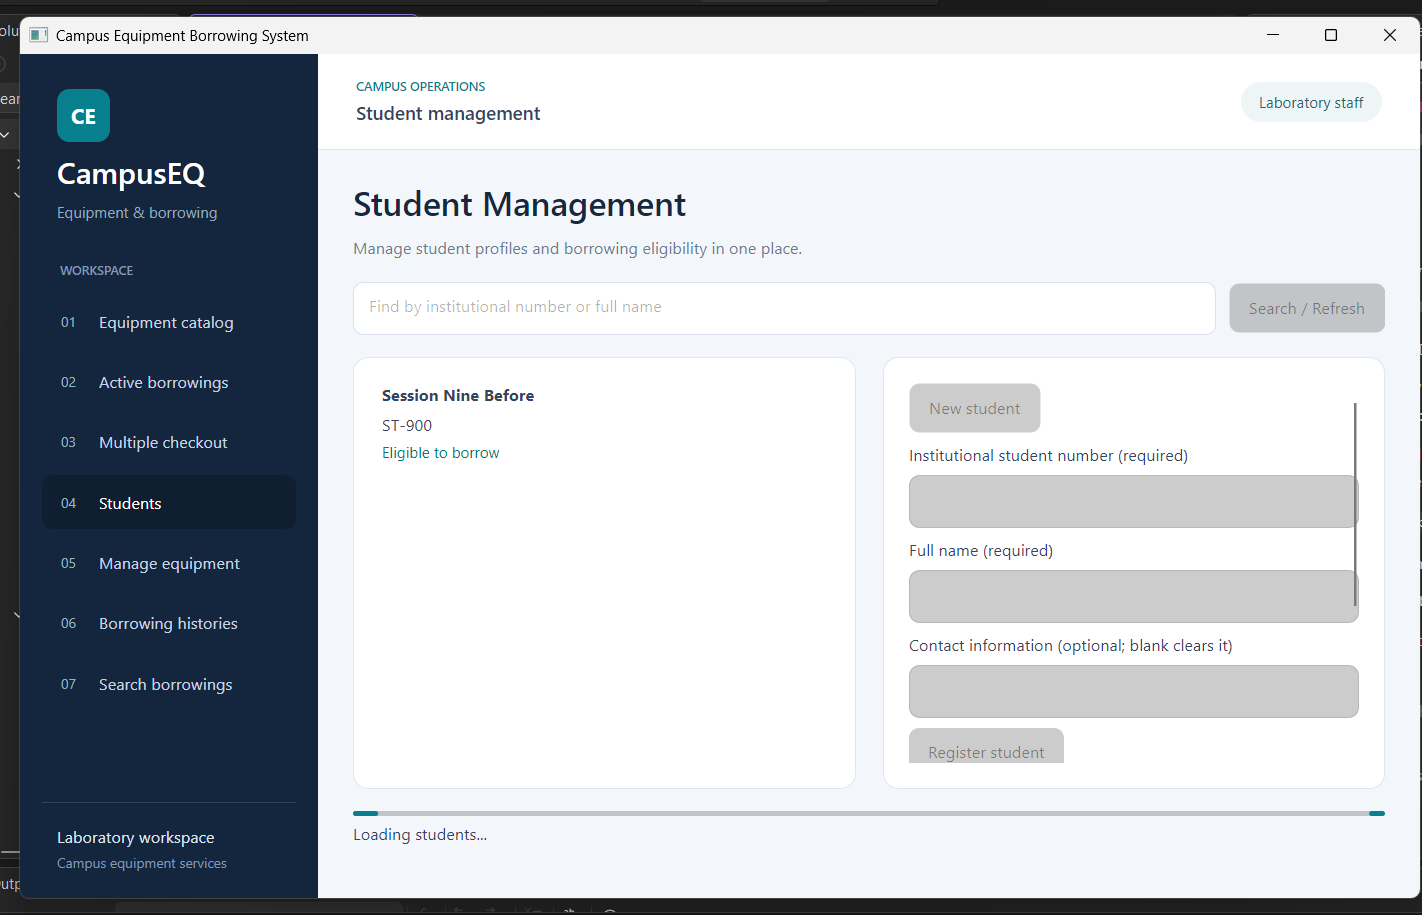 Campus Equipment Borrowing System
CE
CampusEQ
Equipment & borrowing
WORKSPACE
01 Equipment catalog
02 Active borrowings
03 Multiple checkout
04 Students
05 Manage equipment
06 Borrowing histories
07 Search borrowings
Laboratory workspace
Campus equipment services
CAMPUS OPERATIONS
Student management
Laboratory staff
Student Management
Manage student profiles and borrowing eligibility in one place.
Find by institutional number or full name
Search / Refresh
Session Nine Before
ST-900
Eligible to borrow
New student
Institutional student number (required)
Full name (required)
Contact information (optional; blank clears it)
Register student
Loading students...